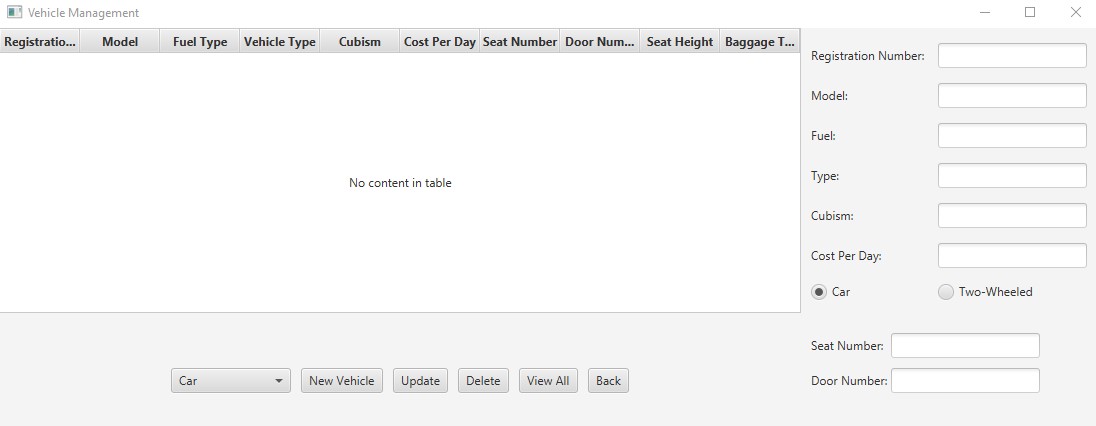 Vehicle Management
Registratio... Model Fuel Type Vehicle Type Cubism Cost Per Day Seat Number Door Num... Seat Height Baggage T...
No content in table
Registration Number:
Model:
Fuel:
Type:
Cubism:
Cost Per Day:
Car Two-Wheeled
Seat Number:
Door Number:
Car New Vehicle Update Delete View All Back